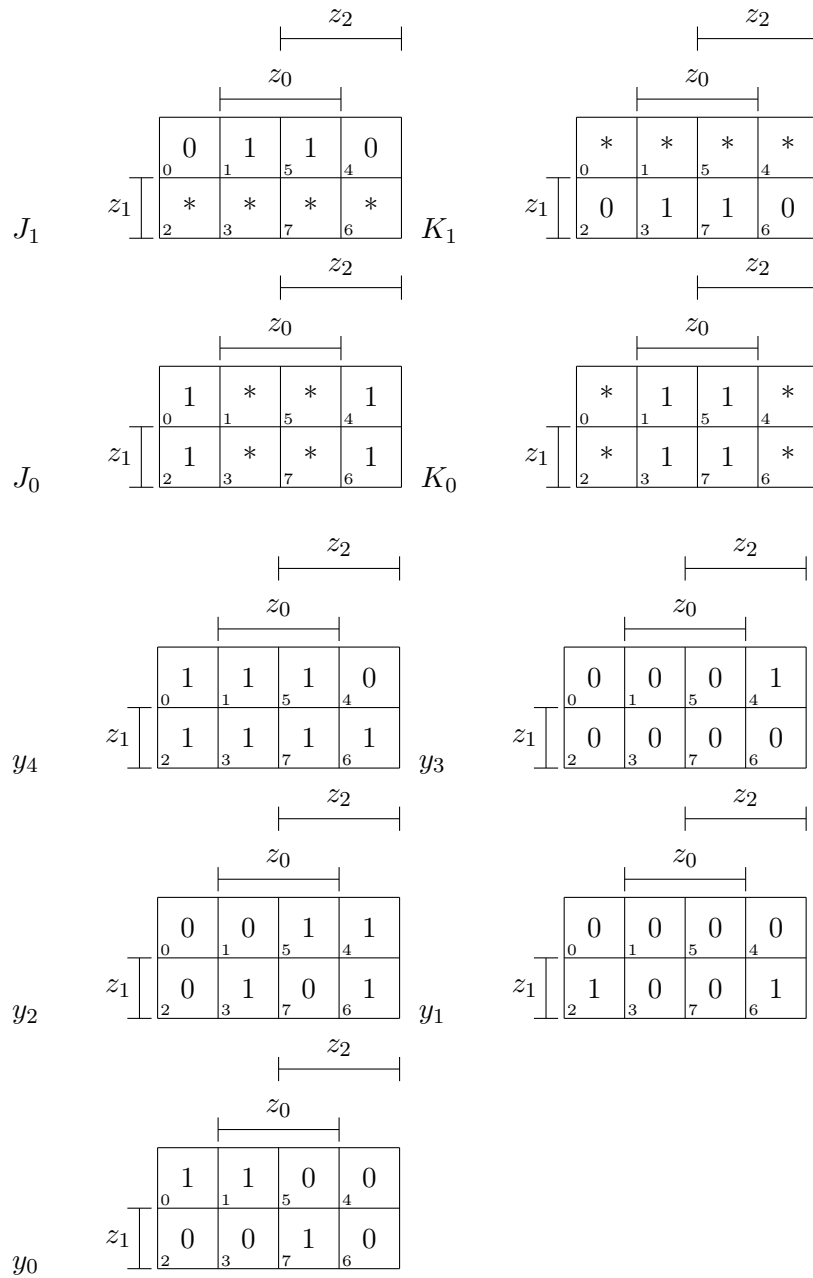 z₂ z₂
z₀ z₀
0 1 1 0 * * * *
0 1 5 4 0 1 5 4
z₁ * * * * z₁ 0 1 1 0
J₁ 2 3 7 6 K₁ 2 3 7 6
z₂ z₂
z₀ z₀
1 * * 1 * 1 1 *
0 1 5 4 0 1 5 4
z₁ 1 * * 1 z₁ * 1 1 *
J₀ 2 3 7 6 K₀ 2 3 7 6
z₂ z₂
z₀ z₀
1 1 1 0 0 0 0 1
0 1 5 4 0 1 5 4
z₁ 1 1 1 1 z₁ 0 0 0 0
y₄ 2 3 7 6 y₃ 2 3 7 6
z₂ z₂
z₀ z₀
0 0 1 1 0 0 0 0
0 1 5 4 0 1 5 4
z₁ 0 1 0 1 z₁ 1 0 0 1
y₂ 2 3 7 6 y₁ 2 3 7 6
z₂
z₀
1 1 0 0
0 1 5 4
z₁ 0 0 1 0
y₀ 2 3 7 6